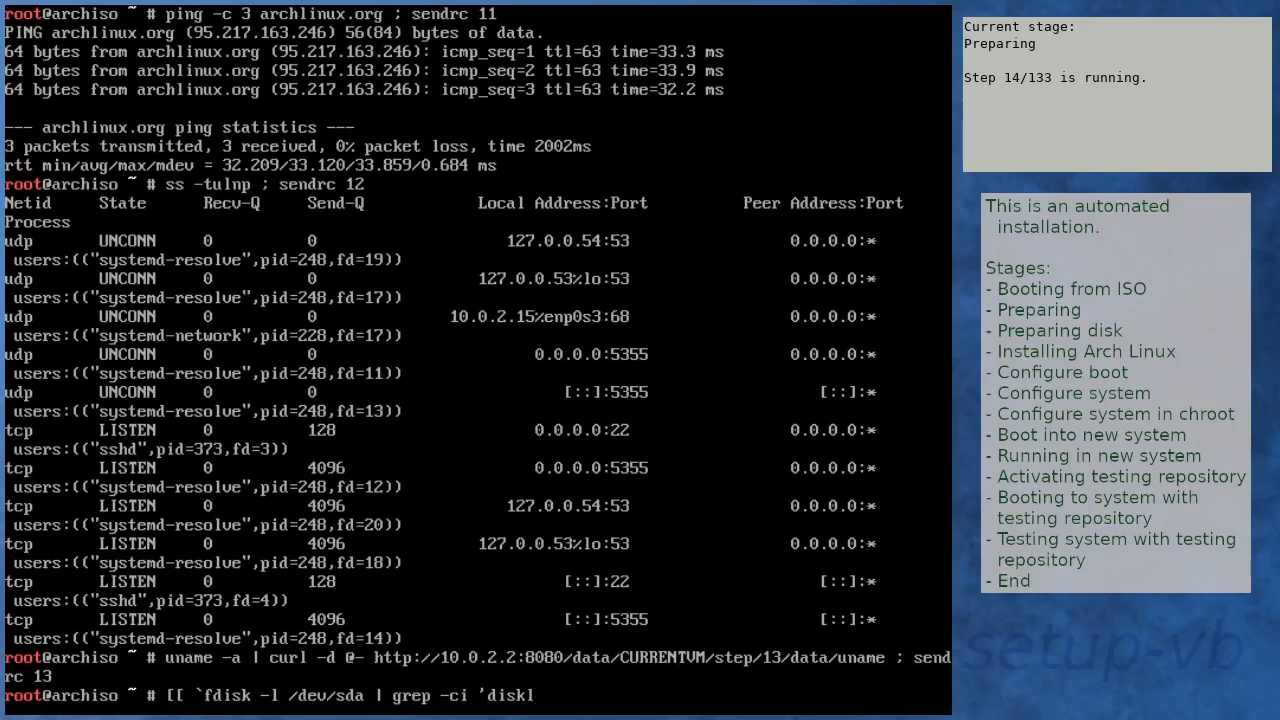 root@archiso ~ # ping -c 3 archlinux.org ; sendrc 11
PING archlinux.org (95.217.163.246) 56(84) bytes of data.
64 bytes from archlinux.org (95.217.163.246): icmp_seq=1 ttl=63 time=33.3 ms
64 bytes from archlinux.org (95.217.163.246): icmp_seq=2 ttl=63 time=33.9 ms
64 bytes from archlinux.org (95.217.163.246): icmp_seq=3 ttl=63 time=32.2 ms

--- archlinux.org ping statistics ---
3 packets transmitted, 3 received, 0% packet loss, time 2002ms
rtt min/avg/max/mdev = 32.209/33.120/33.859/0.684 ms
root@archiso ~ # ss -tulnp ; sendrc 12
Netid State Recv-Q Send-Q Local Address:Port Peer Address:Port
Process
udp UNCONN 0 0 127.0.0.54:53 0.0.0.0:*
users:(("systemd-resolve",pid=248,fd=19))
udp UNCONN 0 0 127.0.0.53%lo:53 0.0.0.0:*
users:(("systemd-resolve",pid=248,fd=17))
udp UNCONN 0 0 10.0.2.15%enp0s3:68 0.0.0.0:*
users:(("systemd-network",pid=228,fd=17))
udp UNCONN 0 0 0.0.0.0:5355 0.0.0.0:*
users:(("systemd-resolve",pid=248,fd=11))
udp UNCONN 0 0 [::]:5355 [::]:*
users:(("systemd-resolve",pid=248,fd=13))
tcp LISTEN 0 128 0.0.0.0:22 0.0.0.0:*
users:(("sshd",pid=373,fd=3))
tcp LISTEN 0 4096 0.0.0.0:5355 0.0.0.0:*
users:(("systemd-resolve",pid=248,fd=12))
tcp LISTEN 0 4096 127.0.0.54:53 0.0.0.0:*
users:(("systemd-resolve",pid=248,fd=20))
tcp LISTEN 0 4096 127.0.0.53%lo:53 0.0.0.0:*
users:(("systemd-resolve",pid=248,fd=18))
tcp LISTEN 0 128 [::]:22 [::]:*
users:(("sshd",pid=373,fd=4))
tcp LISTEN 0 4096 [::]:5355 [::]:*
users:(("systemd-resolve",pid=248,fd=14))
root@archiso ~ # uname -a | curl -d @- http://10.0.2.2:8080/data/CURRENTVM/step/13/data/uname ; send
rc 13
root@archiso ~ # [[ `fdisk -l /dev/sda | grep -ci 'diskl
Current stage:
Preparing

Step 14/133 is running.
This is an automated
installation.

Stages:
- Booting from ISO
- Preparing
- Preparing disk
- Installing Arch Linux
- Configure boot
- Configure system
- Configure system in chroot
- Boot into new system
- Running in new system
- Activating testing repository
- Booting to system with
testing repository
- Testing system with testing
repository
- End
setup-vb